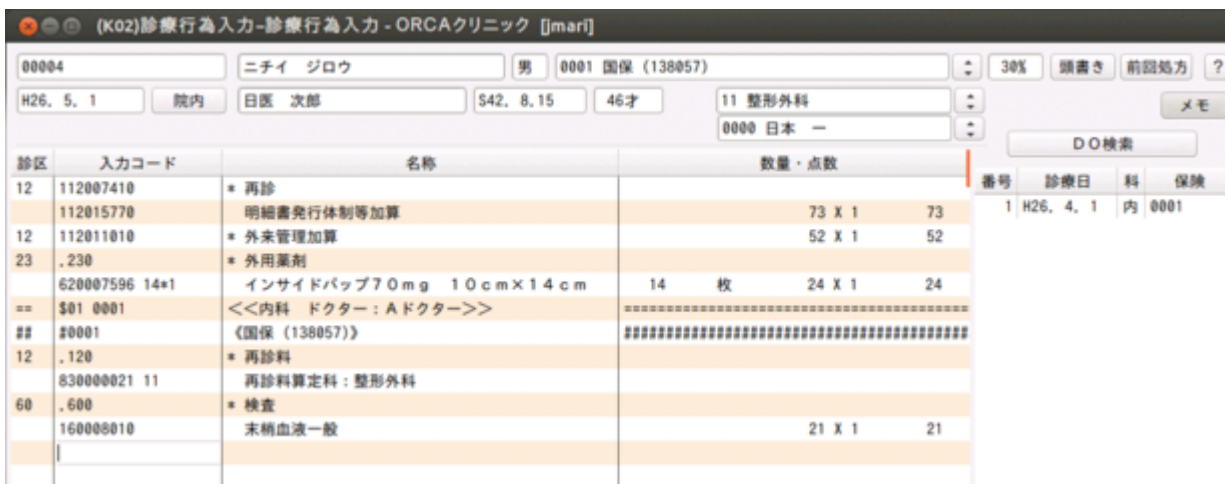 (K02)診療行為入力−診療行為入力 - ORCAクリニック [jmari]
00004 ニチイ ジロウ 男 0001 国保 (138057) 30% 頭書き 前回処方 ?
H26. 5. 1 院内 日医 次郎 S42. 8.15 46才 11 整形外科 メモ
0000 日本 一
DO検索
診区 入力コード 名称 数量・点数
番号 診療日 科 保険
12 112007410 * 再診
1 H26. 4. 1 内 0001
112015770 明細書発行体制等加算 73 X 1 73
12 112011010 * 外来管理加算 52 X 1 52
23 .230 * 外用薬剤
620007596 14*1 インサイドパップ70mg 10cm×14cm 14 枚 24 X 1 24
== $01 0001 <<内科 ドクター:Aドクター>> =========================================
## #0001 《国保 (138057)》 #########################################
12 .120 * 再診料
830000021 11 再診料算定科:整形外科
60 .600 * 検査
160008010 末梢血液一般 21 X 1 21